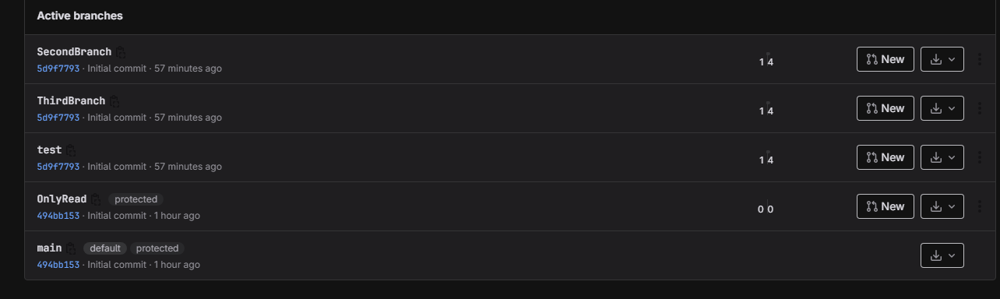 Active branches
SecondBranch
5d9f7793 · Initial commit · 57 minutes ago
1 4
New
ThirdBranch
5d9f7793 · Initial commit · 57 minutes ago
1 4
New
test
5d9f7793 · Initial commit · 57 minutes ago
1 4
New
OnlyRead protected
494bb153 · Initial commit · 1 hour ago
0 0
New
main default protected
494bb153 · Initial commit · 1 hour ago